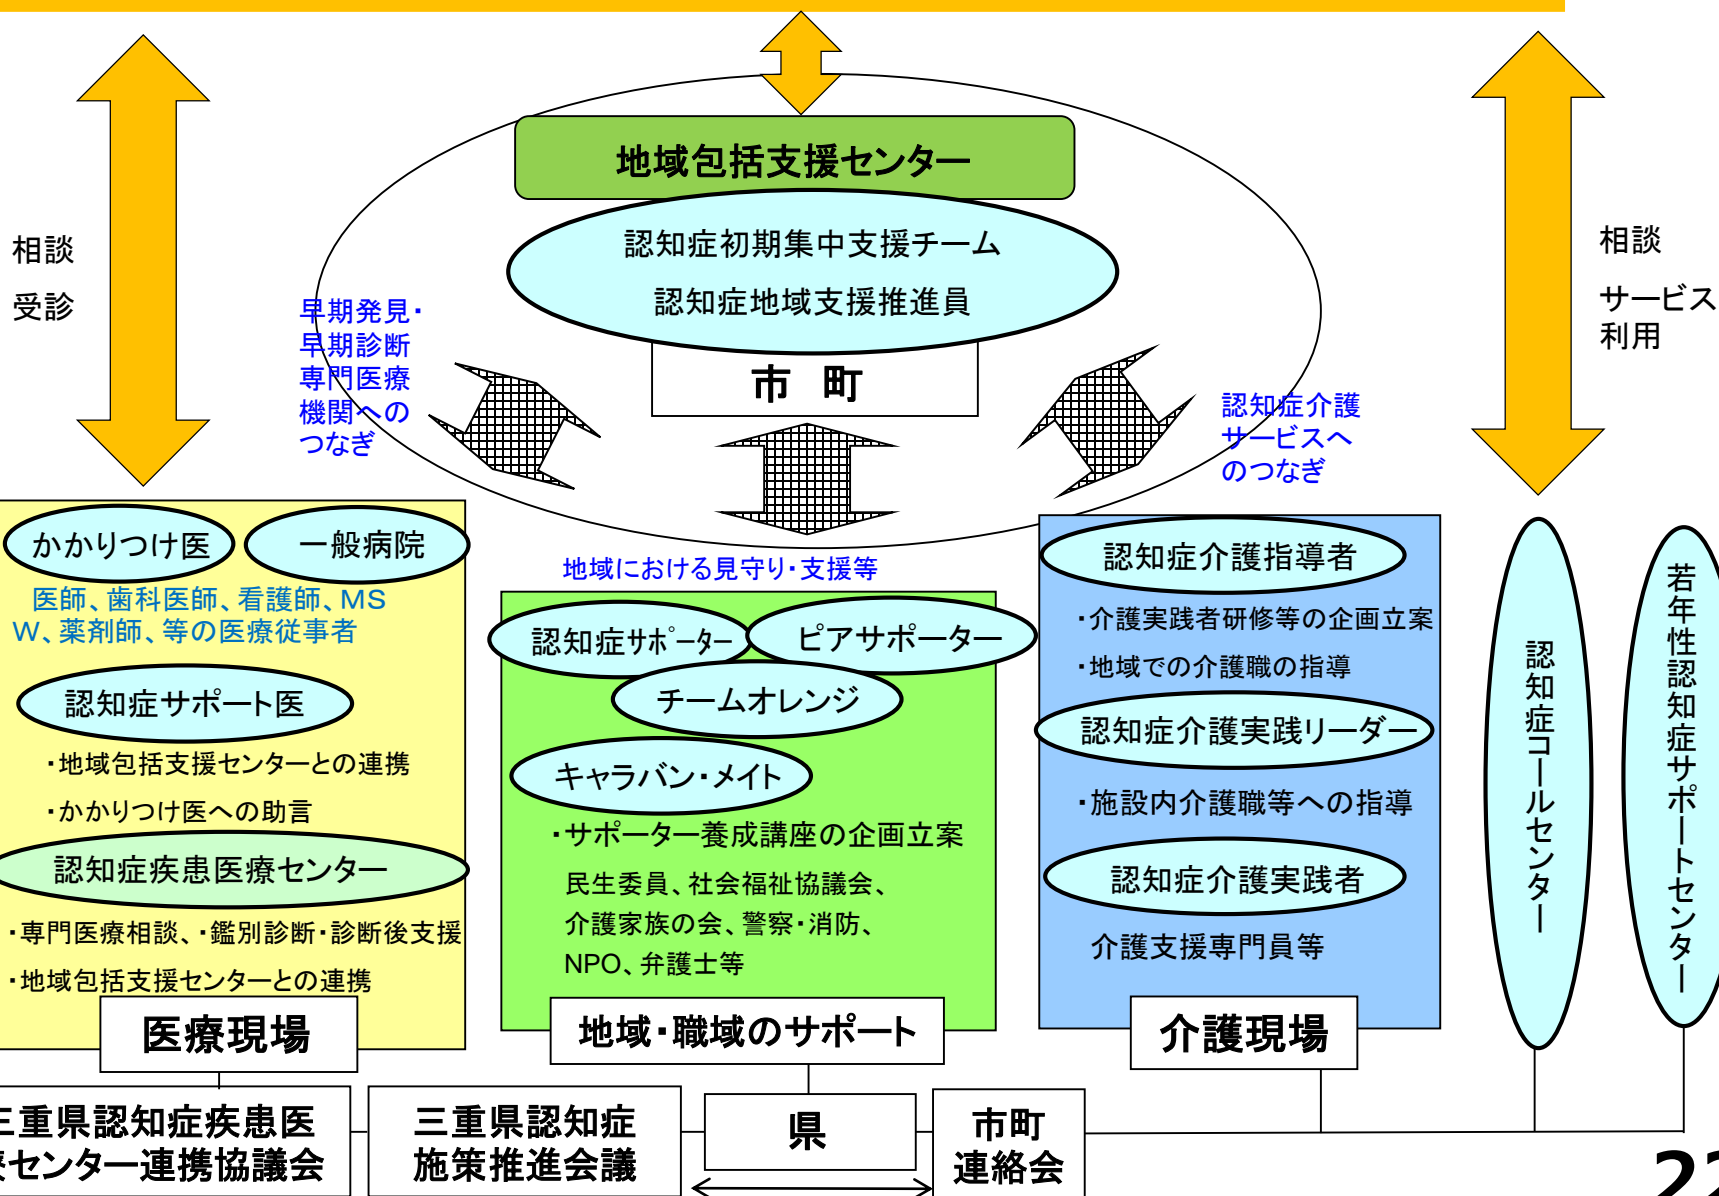 地域包括支援センター
認知症初期集中支援チーム
認知症地域支援推進員
市　町
相談
受診
相談
サービス
利用
早期発見・
早期診断
専門医療
機関への
つなぎ
認知症介護
サービスへ
のつなぎ
地域における見守り・支援等
かかりつけ医
一般病院
医師、歯科医師、看護師、MS
W、薬剤師、等の医療従事者
認知症サポート医
・地域包括支援センターとの連携
・かかりつけ医への助言
認知症疾患医療センター
・専門医療相談、・鑑別診断・診断後支援
・地域包括支援センターとの連携
医療現場
認知症サポーター
ピアサポーター
チームオレンジ
キャラバン・メイト
・サポーター養成講座の企画立案
民生委員、社会福祉協議会、
介護家族の会、警察・消防、
NPO、弁護士等
地域・職域のサポート
認知症介護指導者
・介護実践者研修等の企画立案
・地域での介護職の指導
認知症介護実践リーダー
・施設内介護職等への指導
認知症介護実践者
介護支援専門員等
介護現場
認知症コールセンター
若年性認知症サポートセンター
三重県認知症疾患医
療センター連携協議会
三重県認知症
施策推進会議
県
市町
連絡会
22